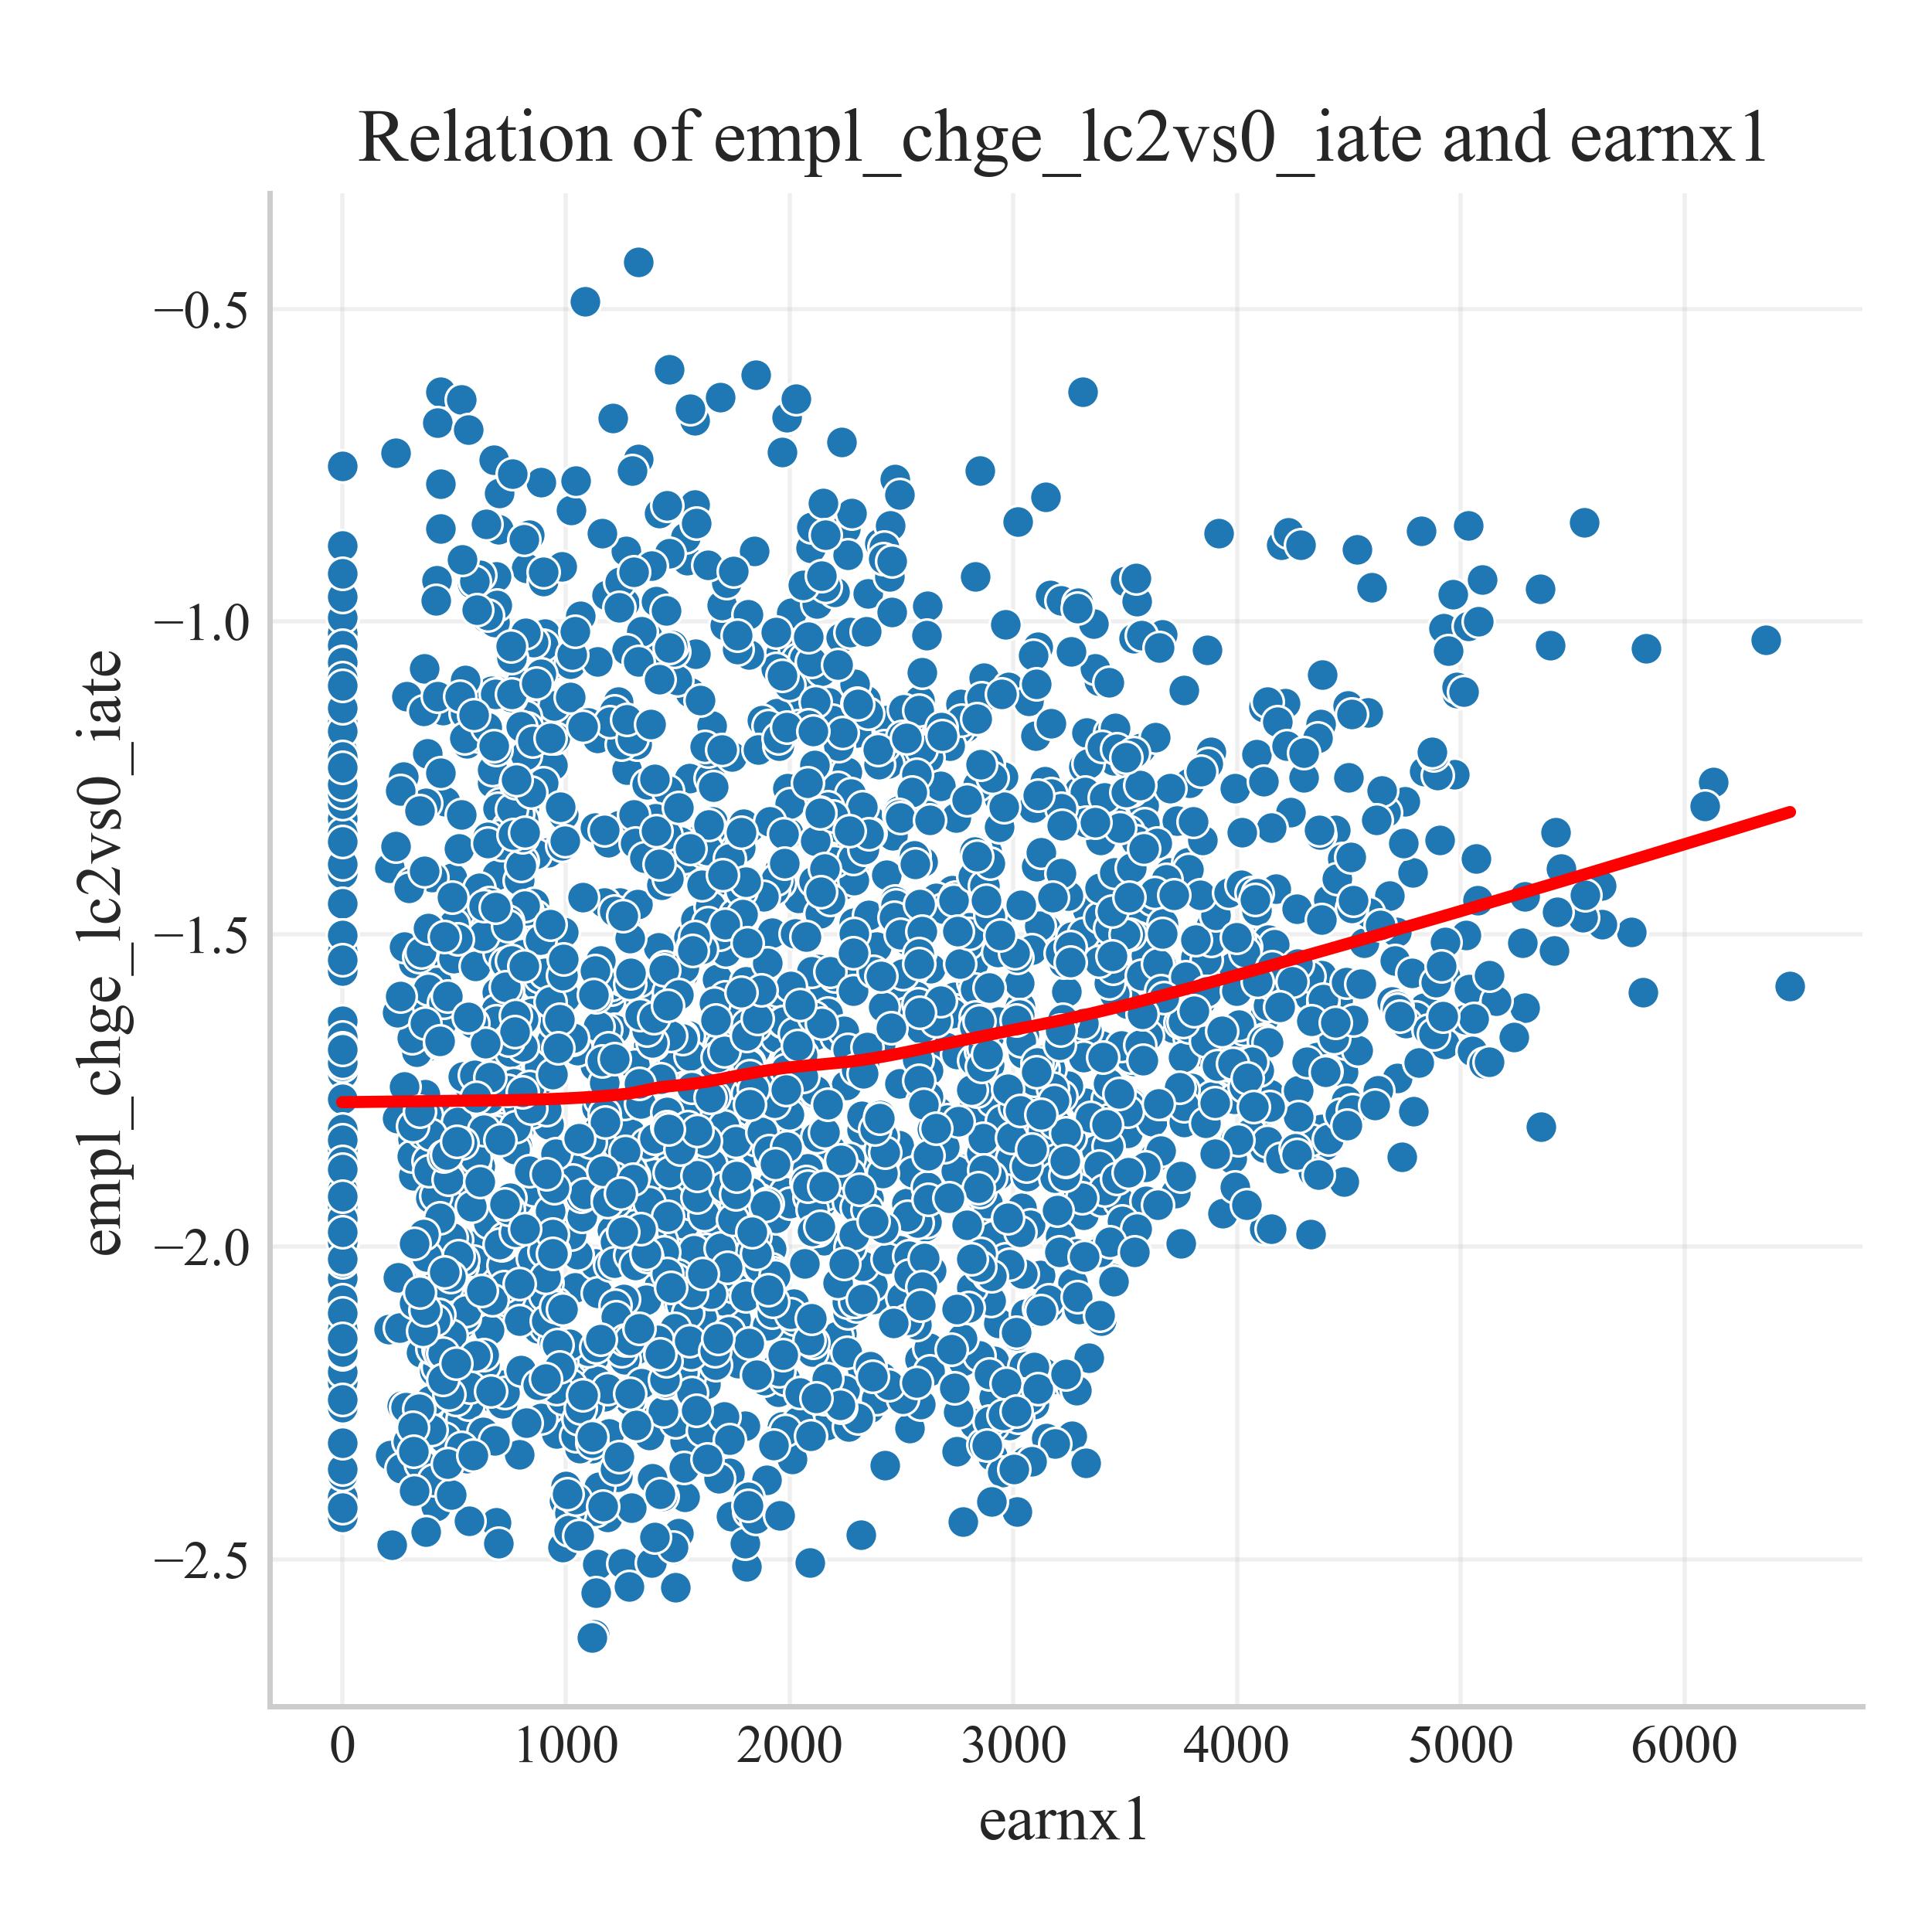 Relation of empl_chge_lc2vs0_iate and earnx1
empl_chge_lc2vs0_iate
−0.5
−1.0
−1.5
−2.0
−2.5
0 1000 2000 3000 4000 5000 6000
earnx1